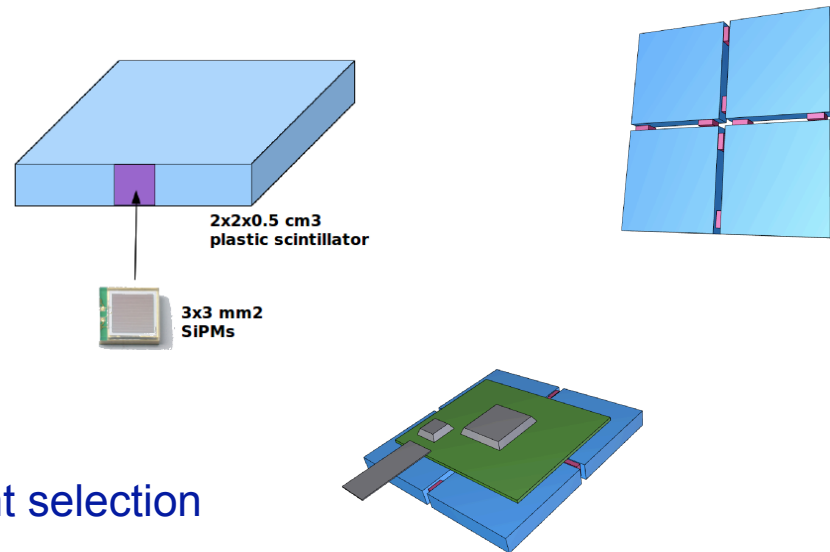 2x2x0.5 cm3
plastic scintillator
3x3 mm2
SiPMs
selection